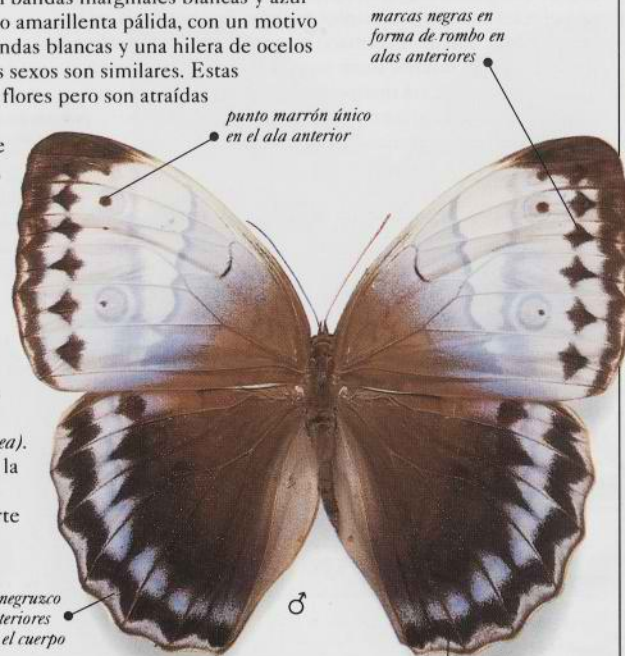 bandas marginales blancas y azul
o amarillenta pálida, con un motivo
ndas blancas y una hilera de ocelos
s sexos son similares. Estas
flores pero son atraídas
e
marcas negras en
forma de rombo en
alas anteriores
punto marrón único
en el ala anterior
ea).
la
rte
negruzco
teriores
el cuerpo
♂